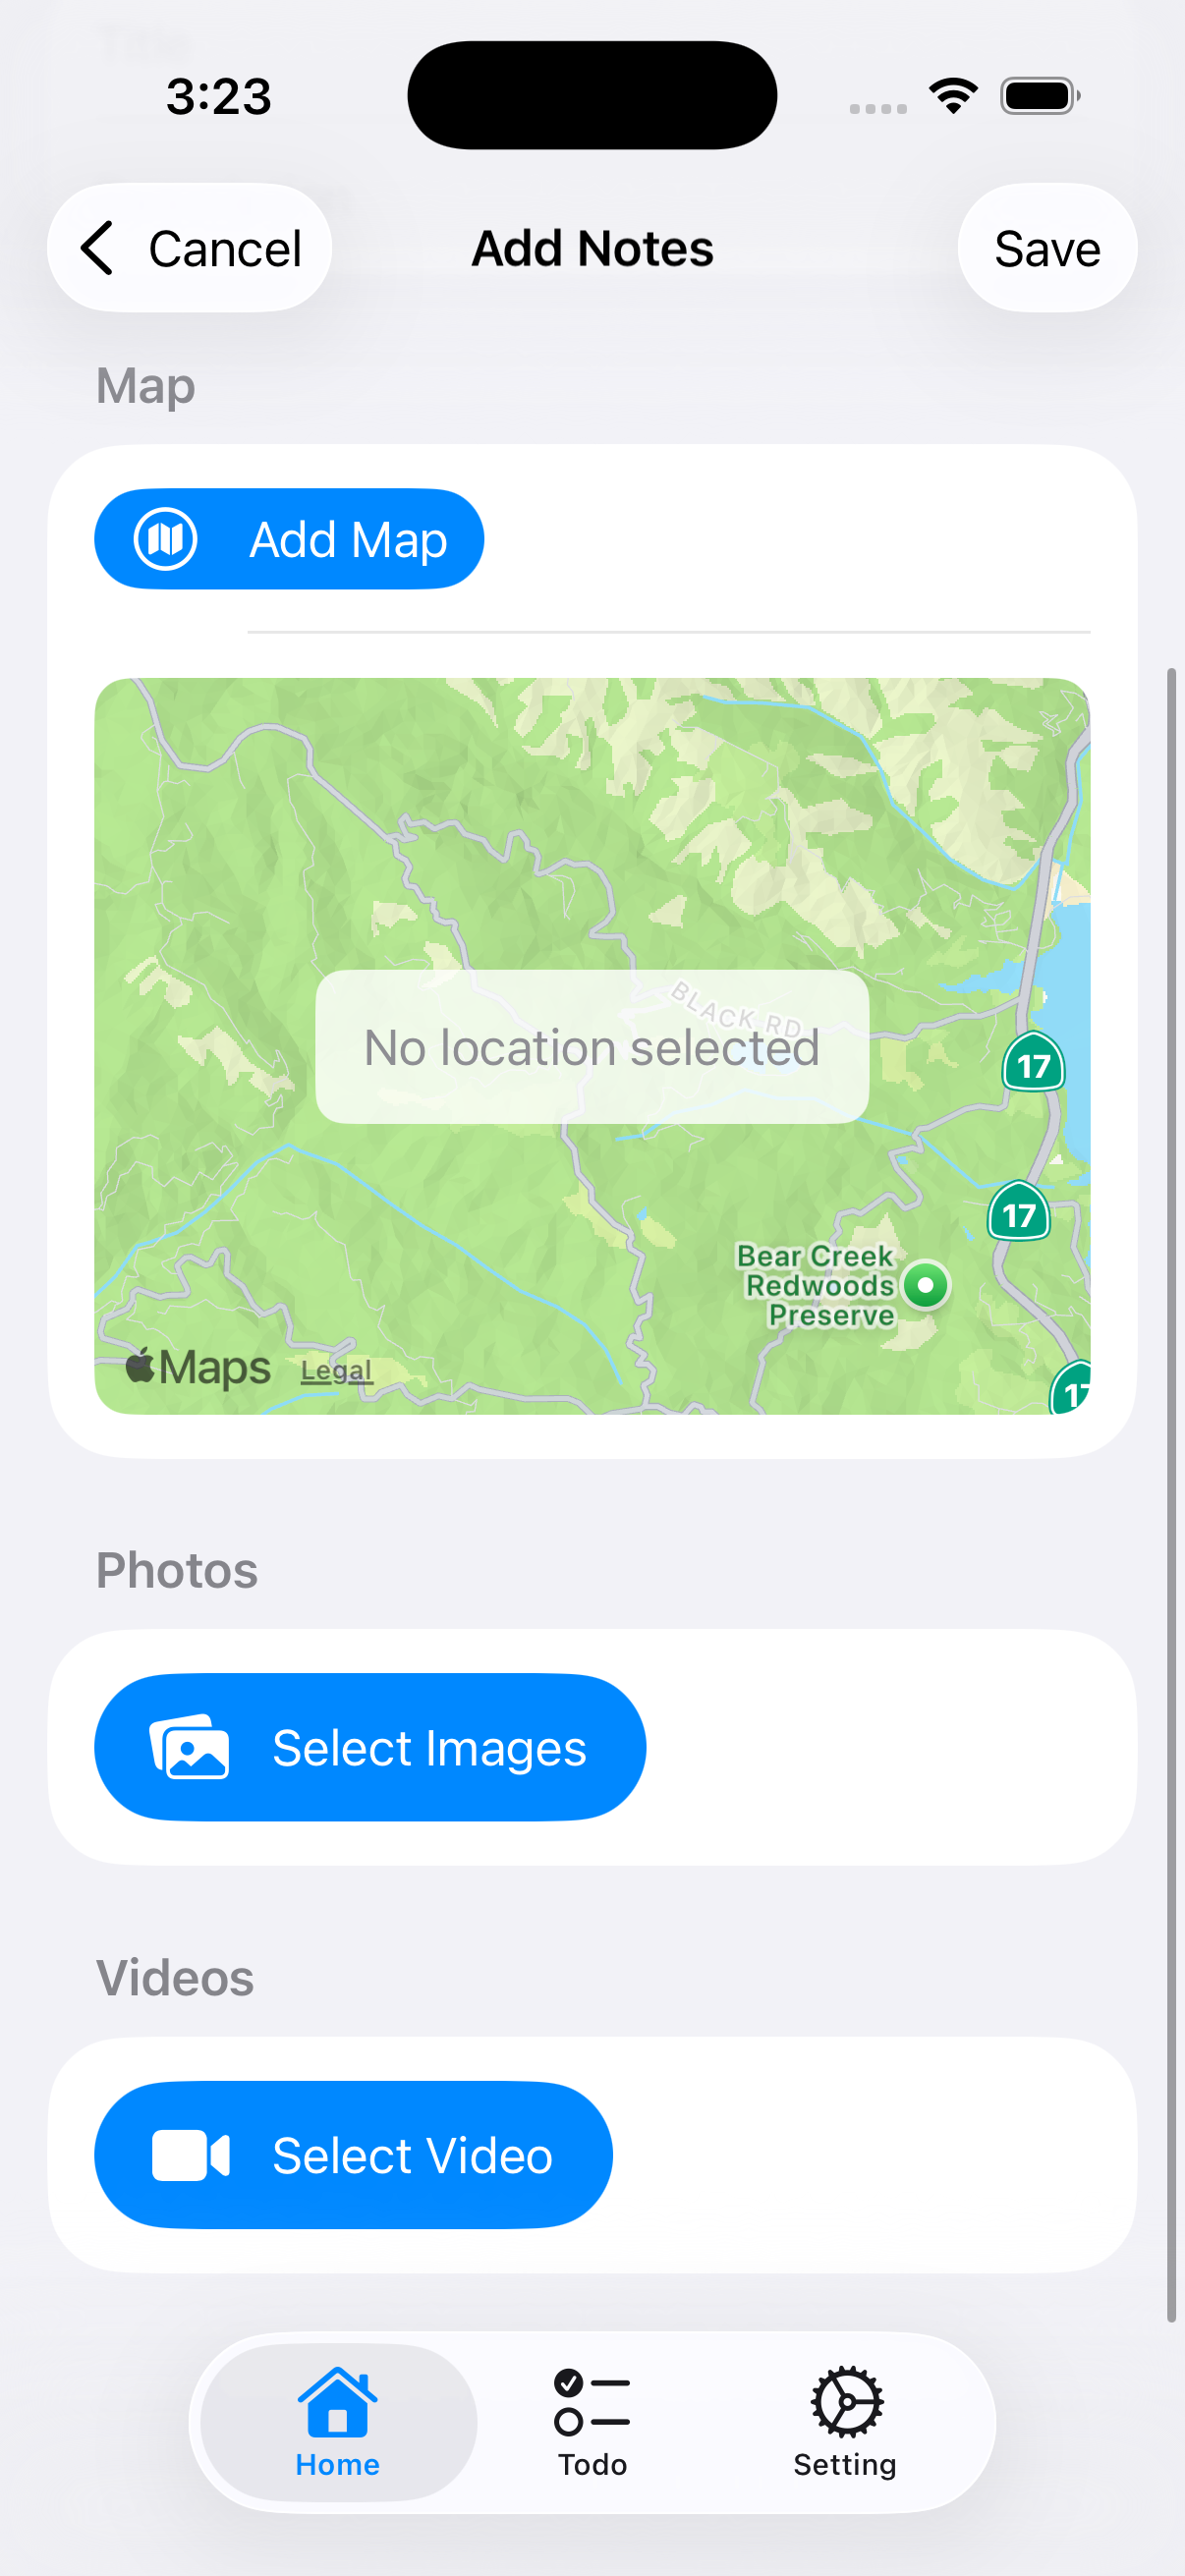 Title
3:23
Cancel
Add Notes
Save
Map
Add Map
BLACK RD
No location selected
17
17
Bear Creek
Redwoods
Preserve
17
Maps
Legal
Photos
Select Images
Videos
Select Video
Home
Todo
Setting